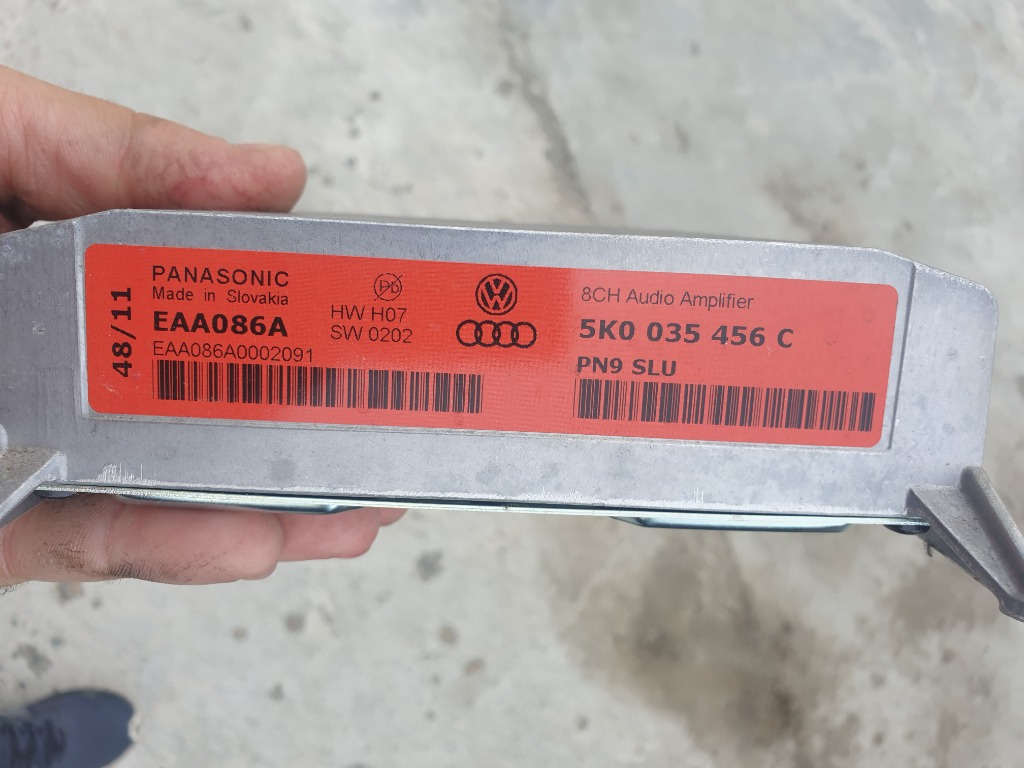 48/11
PANASONIC
Made in Slovakia
EAA086A
EAA086A0002091
Pb
HW H07
SW 0202
8CH Audio Amplifier
5K0 035 456 C
PN9 SLU